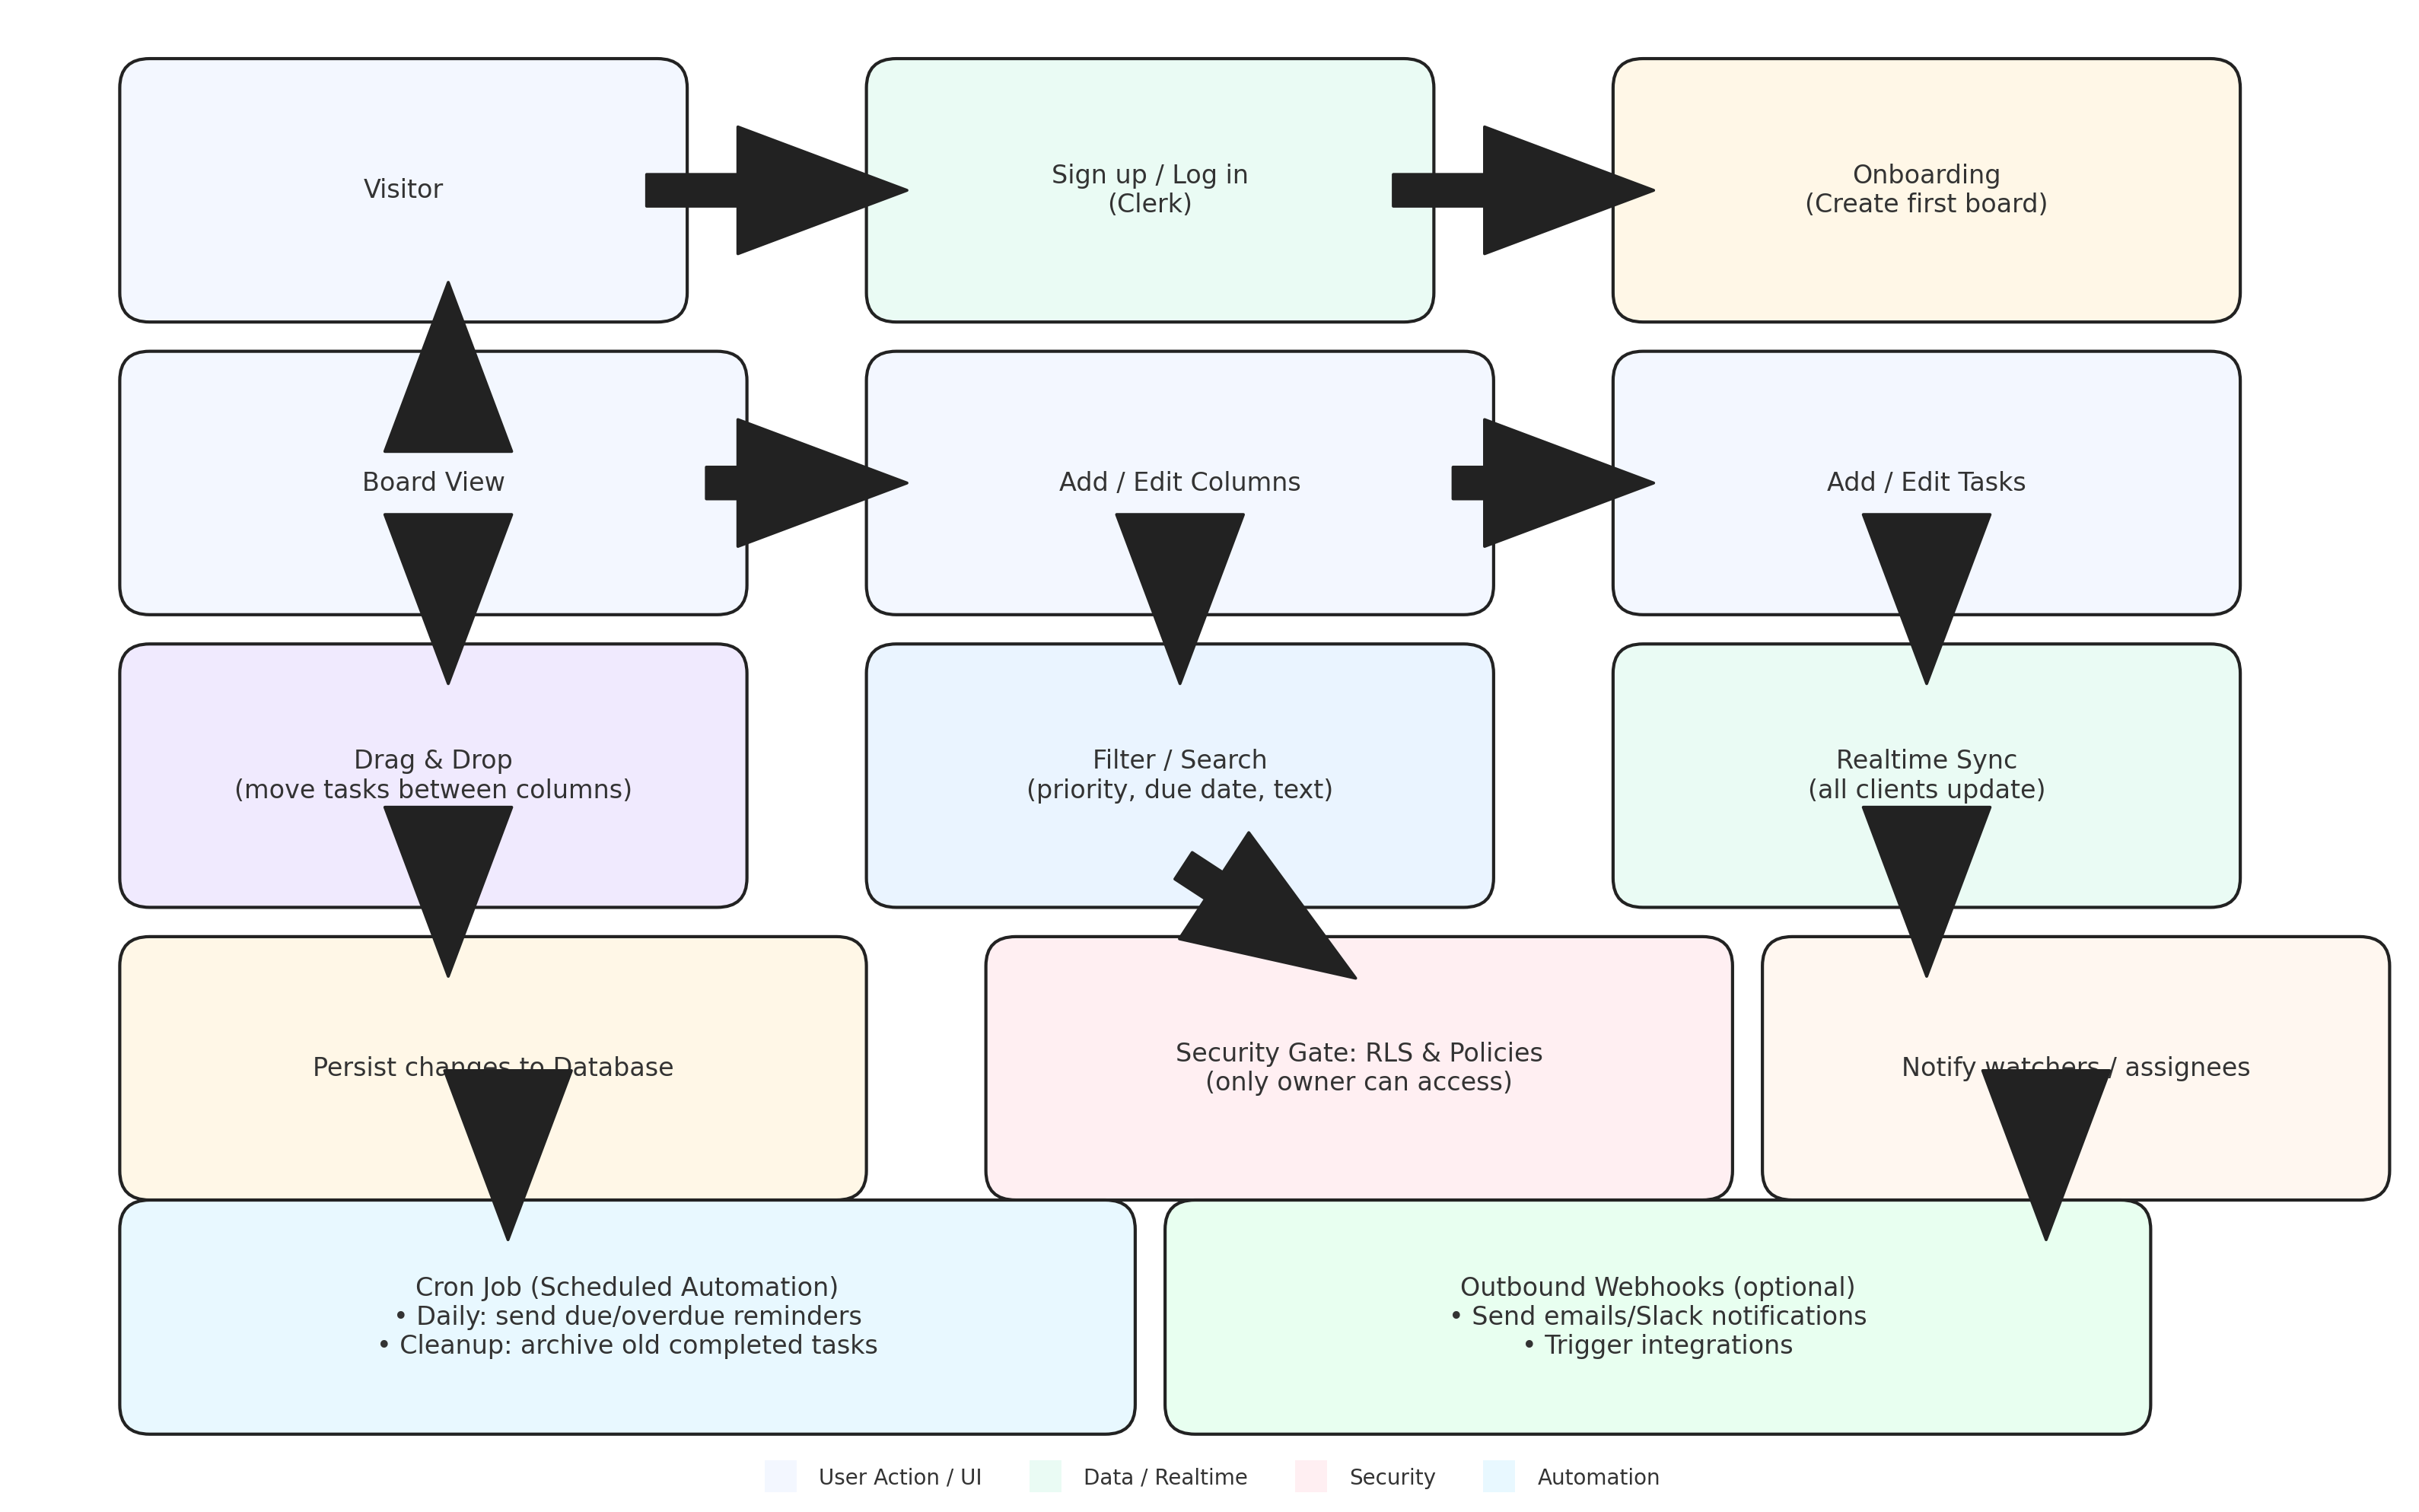 Visitor
Sign up / Log in
(Clerk)
Onboarding
(Create first board)
Board View
Add / Edit Columns
Add / Edit Tasks
Drag & Drop
(move tasks between columns)
Filter / Search
(priority, due date, text)
Realtime Sync
(all clients update)
Persist changes to Database
Security Gate: RLS & Policies
(only owner can access)
Notify watchers / assignees
Cron Job (Scheduled Automation)
• Daily: send due/overdue reminders
• Cleanup: archive old completed tasks
Outbound Webhooks (optional)
• Send emails/Slack notifications
• Trigger integrations
User Action / UI
Data / Realtime
Security
Automation